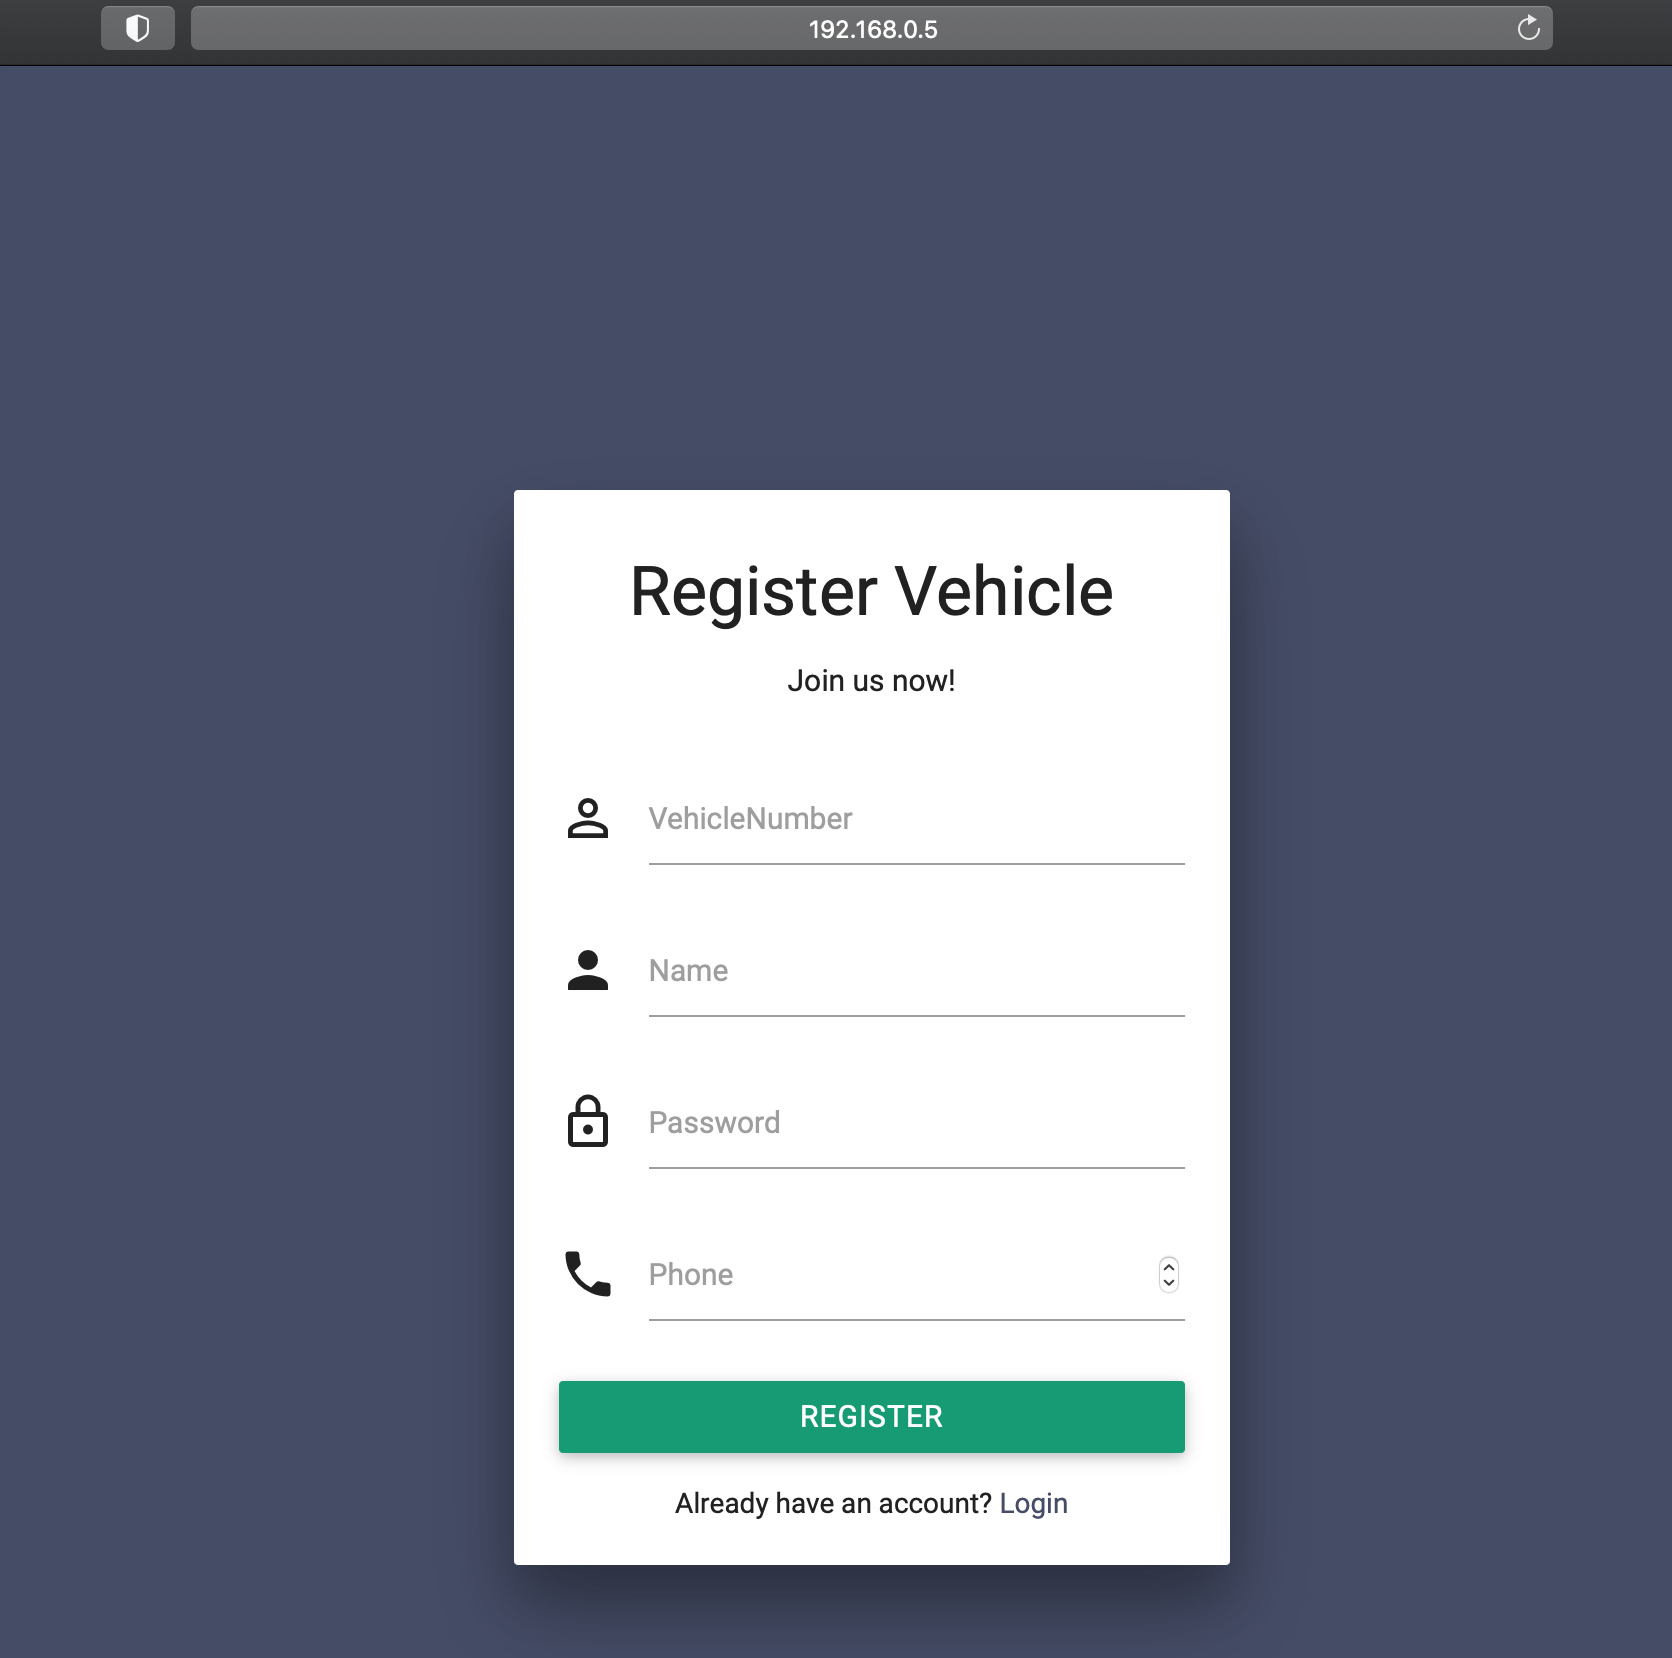 192.168.0.5
Register Vehicle
Join us now!
VehicleNumber
Name
Password
Phone
REGISTER
Already have an account? Login